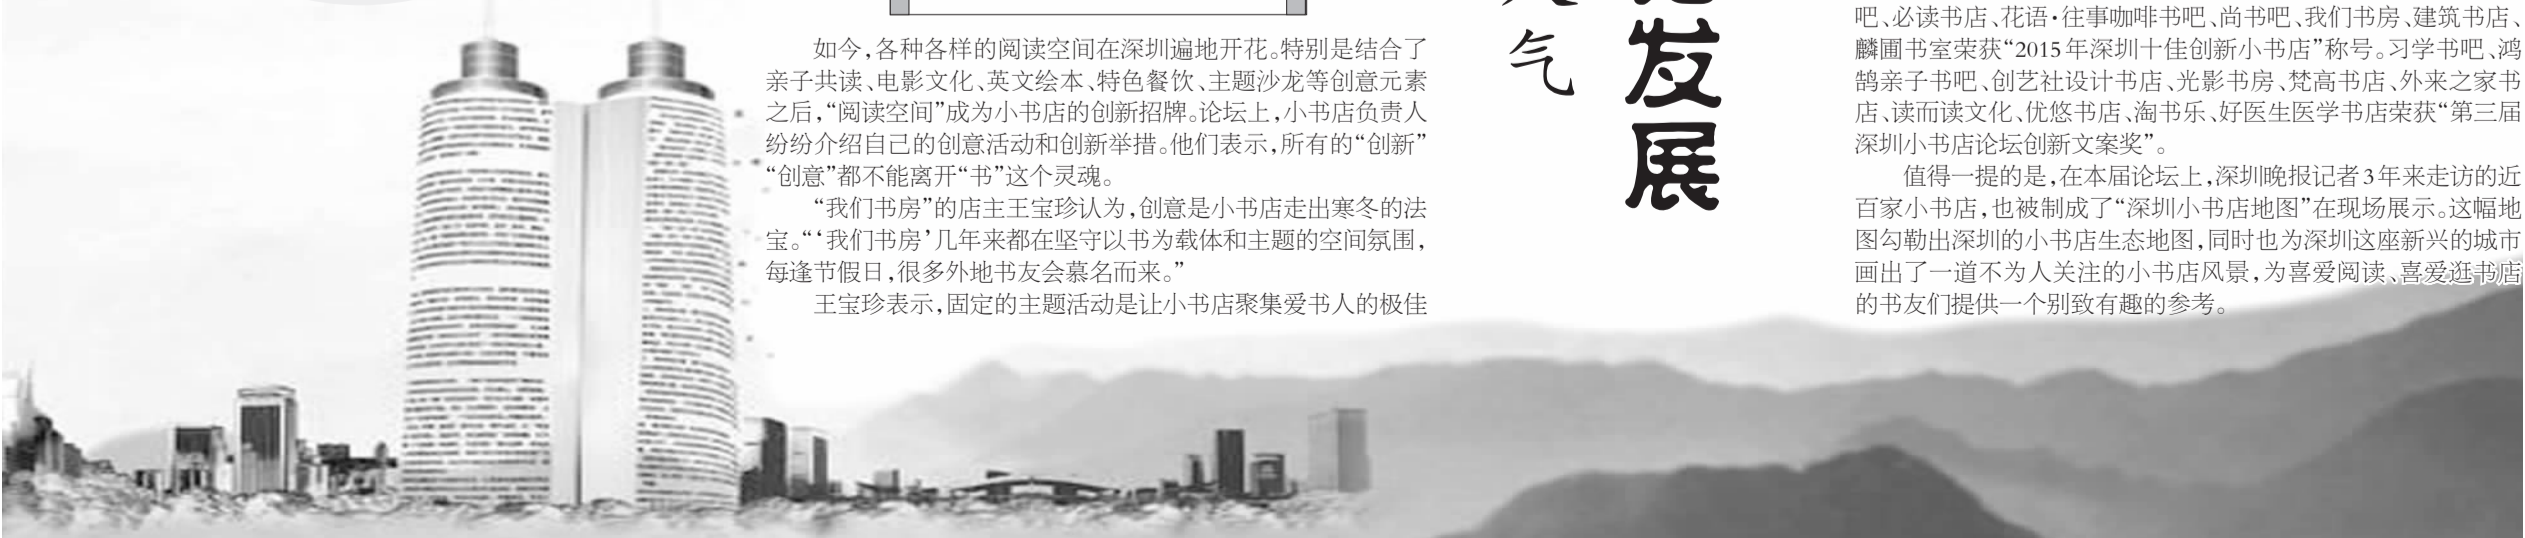 如今,各种各样的阅读空间在深圳遍地开花。特别是结合了
亲子共读、电影文化、英文绘本、特色餐饮、主题沙龙等创意元素
之后,“阅读空间”成为小书店的创新招牌。论坛上,小书店负责人
纷纷介绍自己的创意活动和创新举措。他们表示,所有的“创新”
“创意”都不能离开“书”这个灵魂。
“我们书房”的店主王宝珍认为,创意是小书店走出寒冬的法
宝。“‘我们书房’几年来都在坚守以书为载体和主题的空间氛围,
每逢节假日,很多外地书友会慕名而来。”
王宝珍表示,固定的主题活动是让小书店聚集爱书人的极佳
气
发展
吧、必读书店、花语·往事咖啡书吧、尚书吧、我们书房、建筑书店、
麟圃书室荣获“2015年深圳十佳创新小书店”称号。习学书吧、鸿
鹄亲子书吧、创艺社设计书店、光影书房、梵高书店、外来之家书
店、读而读文化、优悠书店、淘书乐、好医生医学书店荣获“第三届
深圳小书店论坛创新文案奖”。
值得一提的是,在本届论坛上,深圳晚报记者3年来走访的近
百家小书店,也被制成了“深圳小书店地图”在现场展示。这幅地
图勾勒出深圳的小书店生态地图,同时也为深圳这座新兴的城市
画出了一道不为人关注的小书店风景,为喜爱阅读、喜爱逛书店
的书友们提供一个别致有趣的参考。